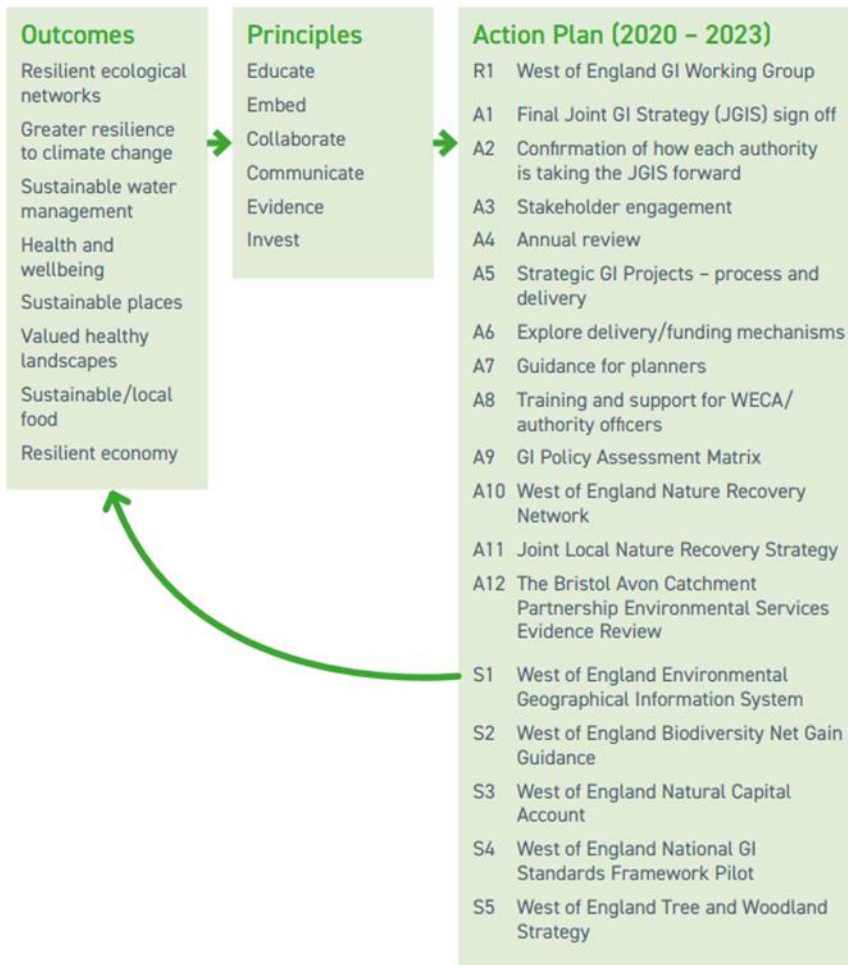 Outcomes
Resilient ecological
networks
Greater resilience
to climate change
Sustainable water
management
Health and
wellbeing
Sustainable places
Valued healthy
landscapes
Sustainable/local
food
Resilient economy
Principles
Educate
Embed
Collaborate
Communicate
Evidence
Invest
Action Plan (2020 – 2023)
R1 West of England GI Working Group
A1 Final Joint GI Strategy (JGIS) sign off
A2 Confirmation of how each authority
is taking the JGIS forward
A3 Stakeholder engagement
A4 Annual review
A5 Strategic GI Projects – process and
delivery
A6 Explore delivery/funding mechanisms
A7 Guidance for planners
A8 Training and support for WECA/
authority officers
A9 GI Policy Assessment Matrix
A10 West of England Nature Recovery
Network
A11 Joint Local Nature Recovery Strategy
A12 The Bristol Avon Catchment
Partnership Environmental Services
Evidence Review
S1 West of England Environmental
Geographical Information System
S2 West of England Biodiversity Net Gain
Guidance
S3 West of England Natural Capital
Account
S4 West of England National GI
Standards Framework Pilot
S5 West of England Tree and Woodland
Strategy